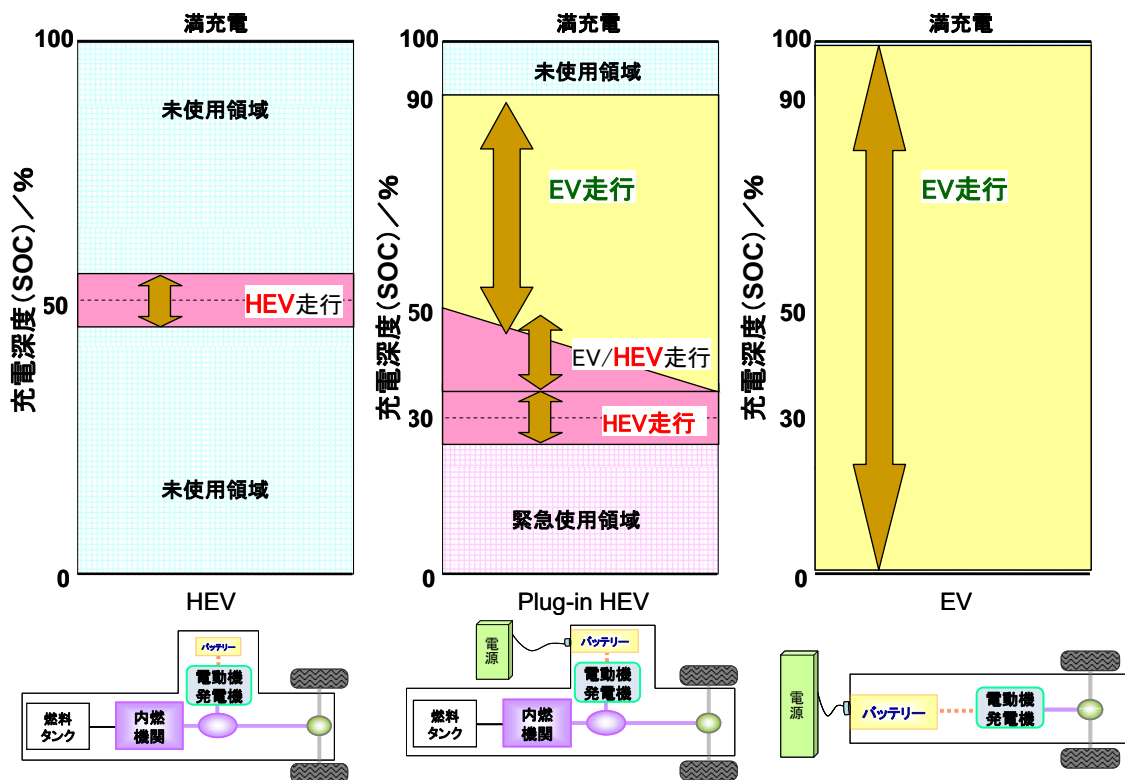 満充電
100
未使用領域
充電深度(SOC)／%
50
HEV走行
未使用領域
0
HEV
満充電
100
未使用領域
90
EV走行
充電深度(SOC)／%
50
EV/HEV走行
30
HEV走行
緊急使用領域
0
Plug-in HEV
満充電
100
90
EV走行
充電深度(SOC)／%
50
30
0
EV
バッテリー
電動機
発電機
燃料
タンク
内燃
機関
電
源
バッテリー
電動機
発電機
燃料
タンク
内燃
機関
電
源
バッテリー
電動機
発電機